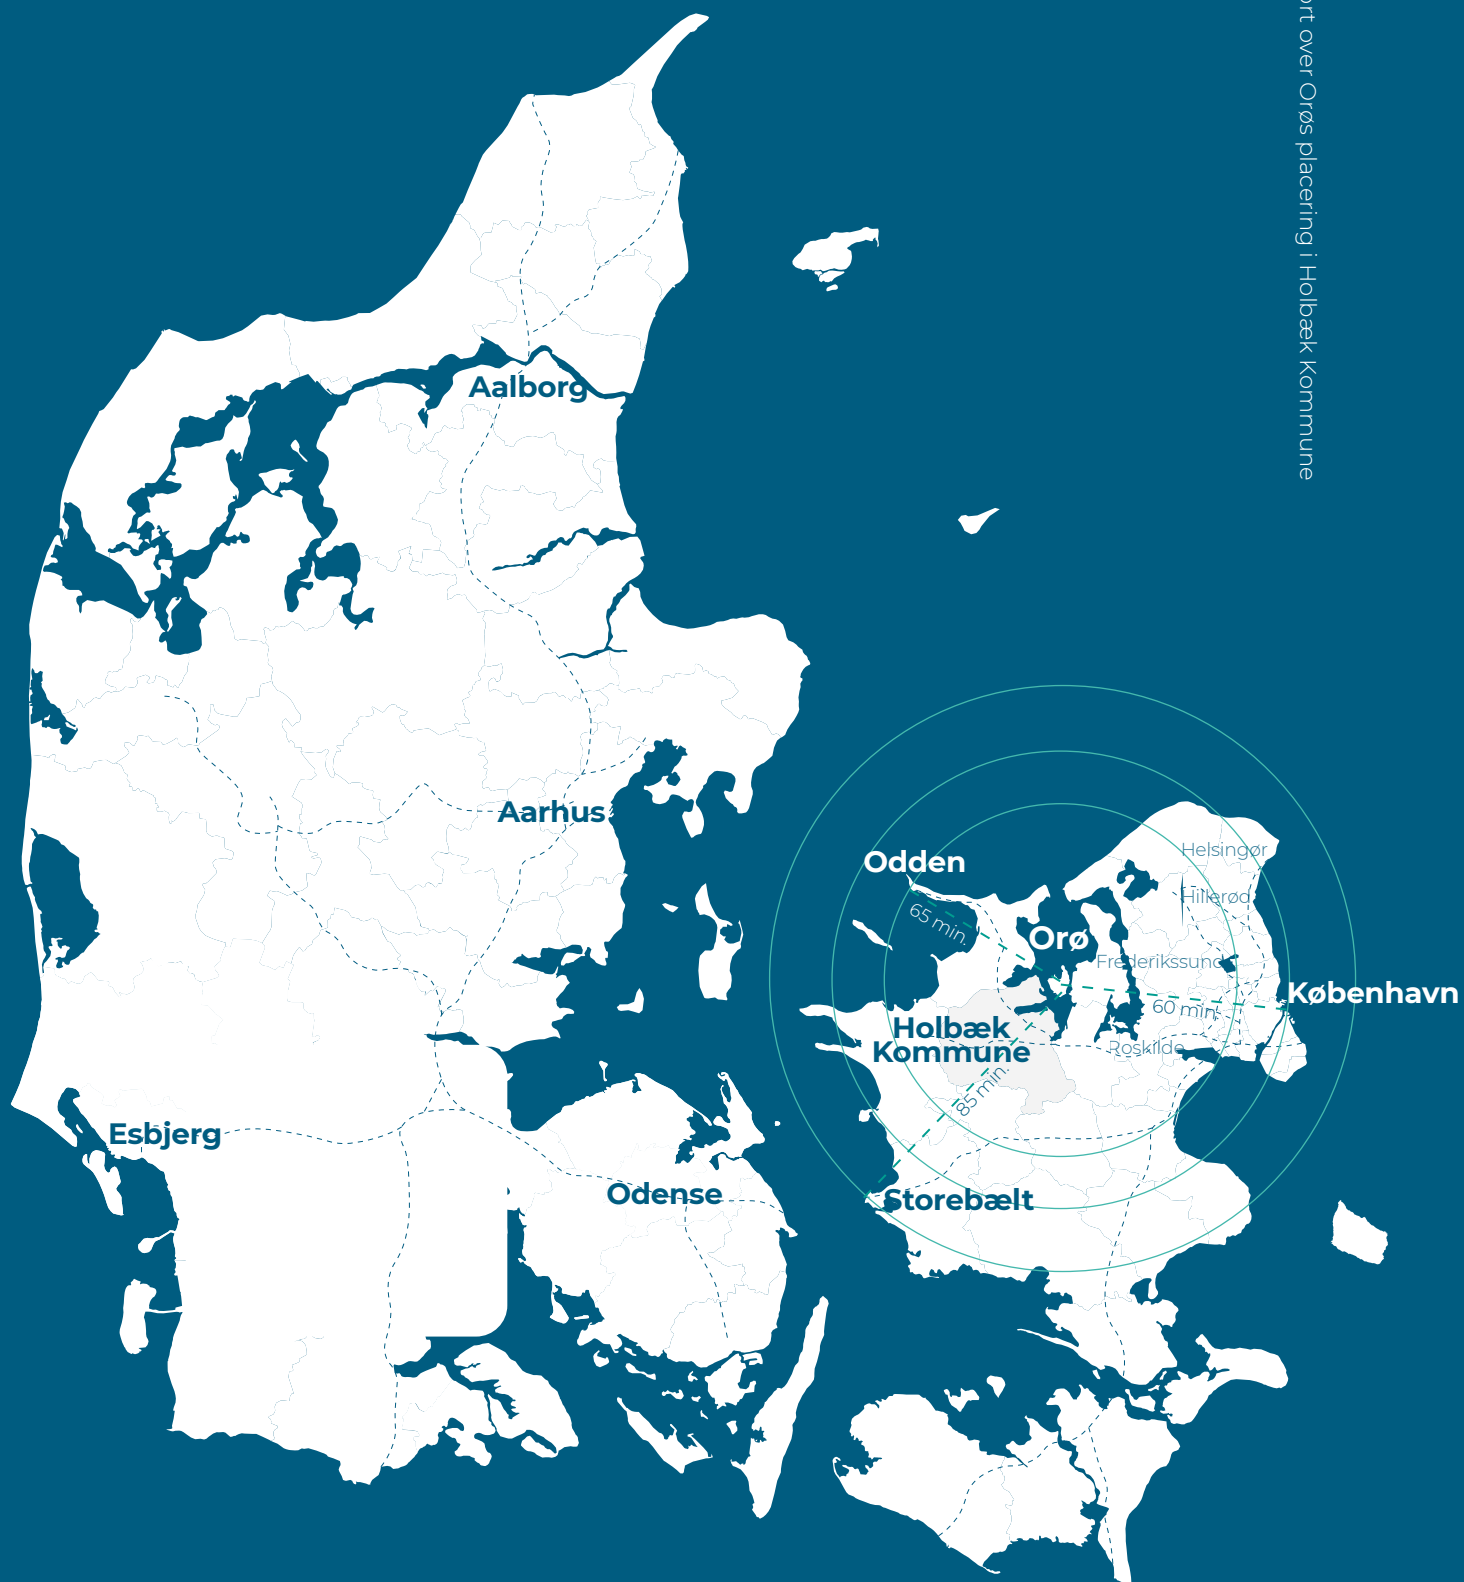 over Orøs placering i Holbæk Kommune
Aalborg
Aarhus
Odden
Helsingør
Hillerød
65 min.
Orø
Frederikssund
København
60 min.
Holbæk
Kommune
Roskilde
85 min.
Esbjerg
Odense
Storebælt